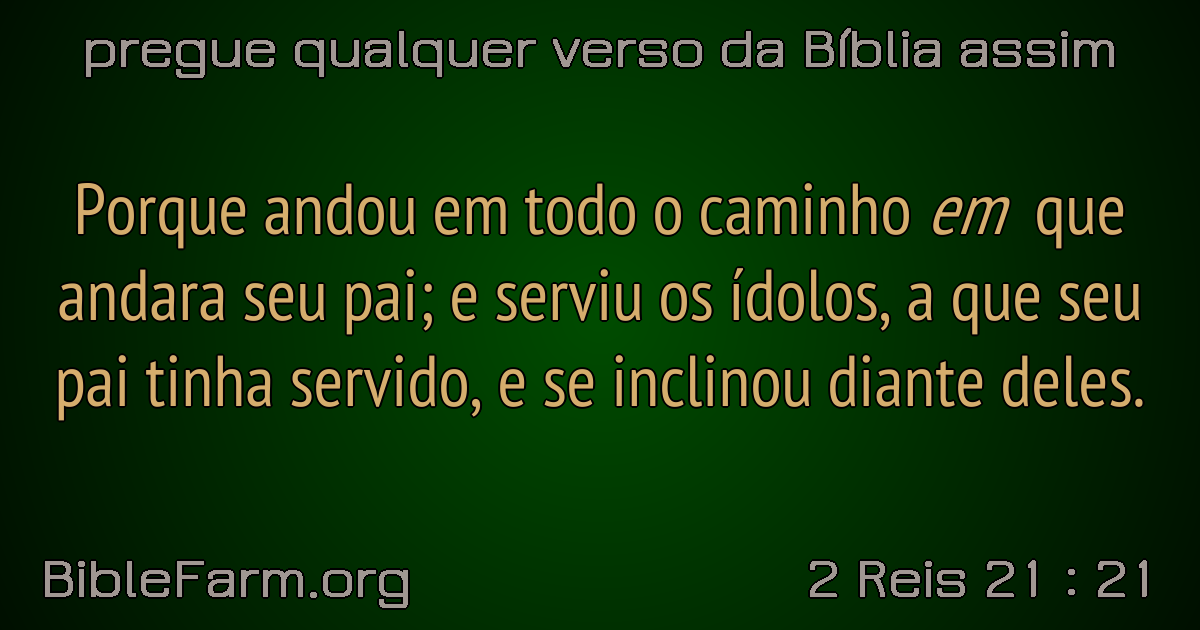 pregue qualquer verso da Bíblia assim
Porque andou em todo o caminho em que
andara seu pai; e serviu os ídolos, a que seu
pai tinha servido, e se inclinou diante deles.
BibleFarm.org
2 Reis 21 : 21